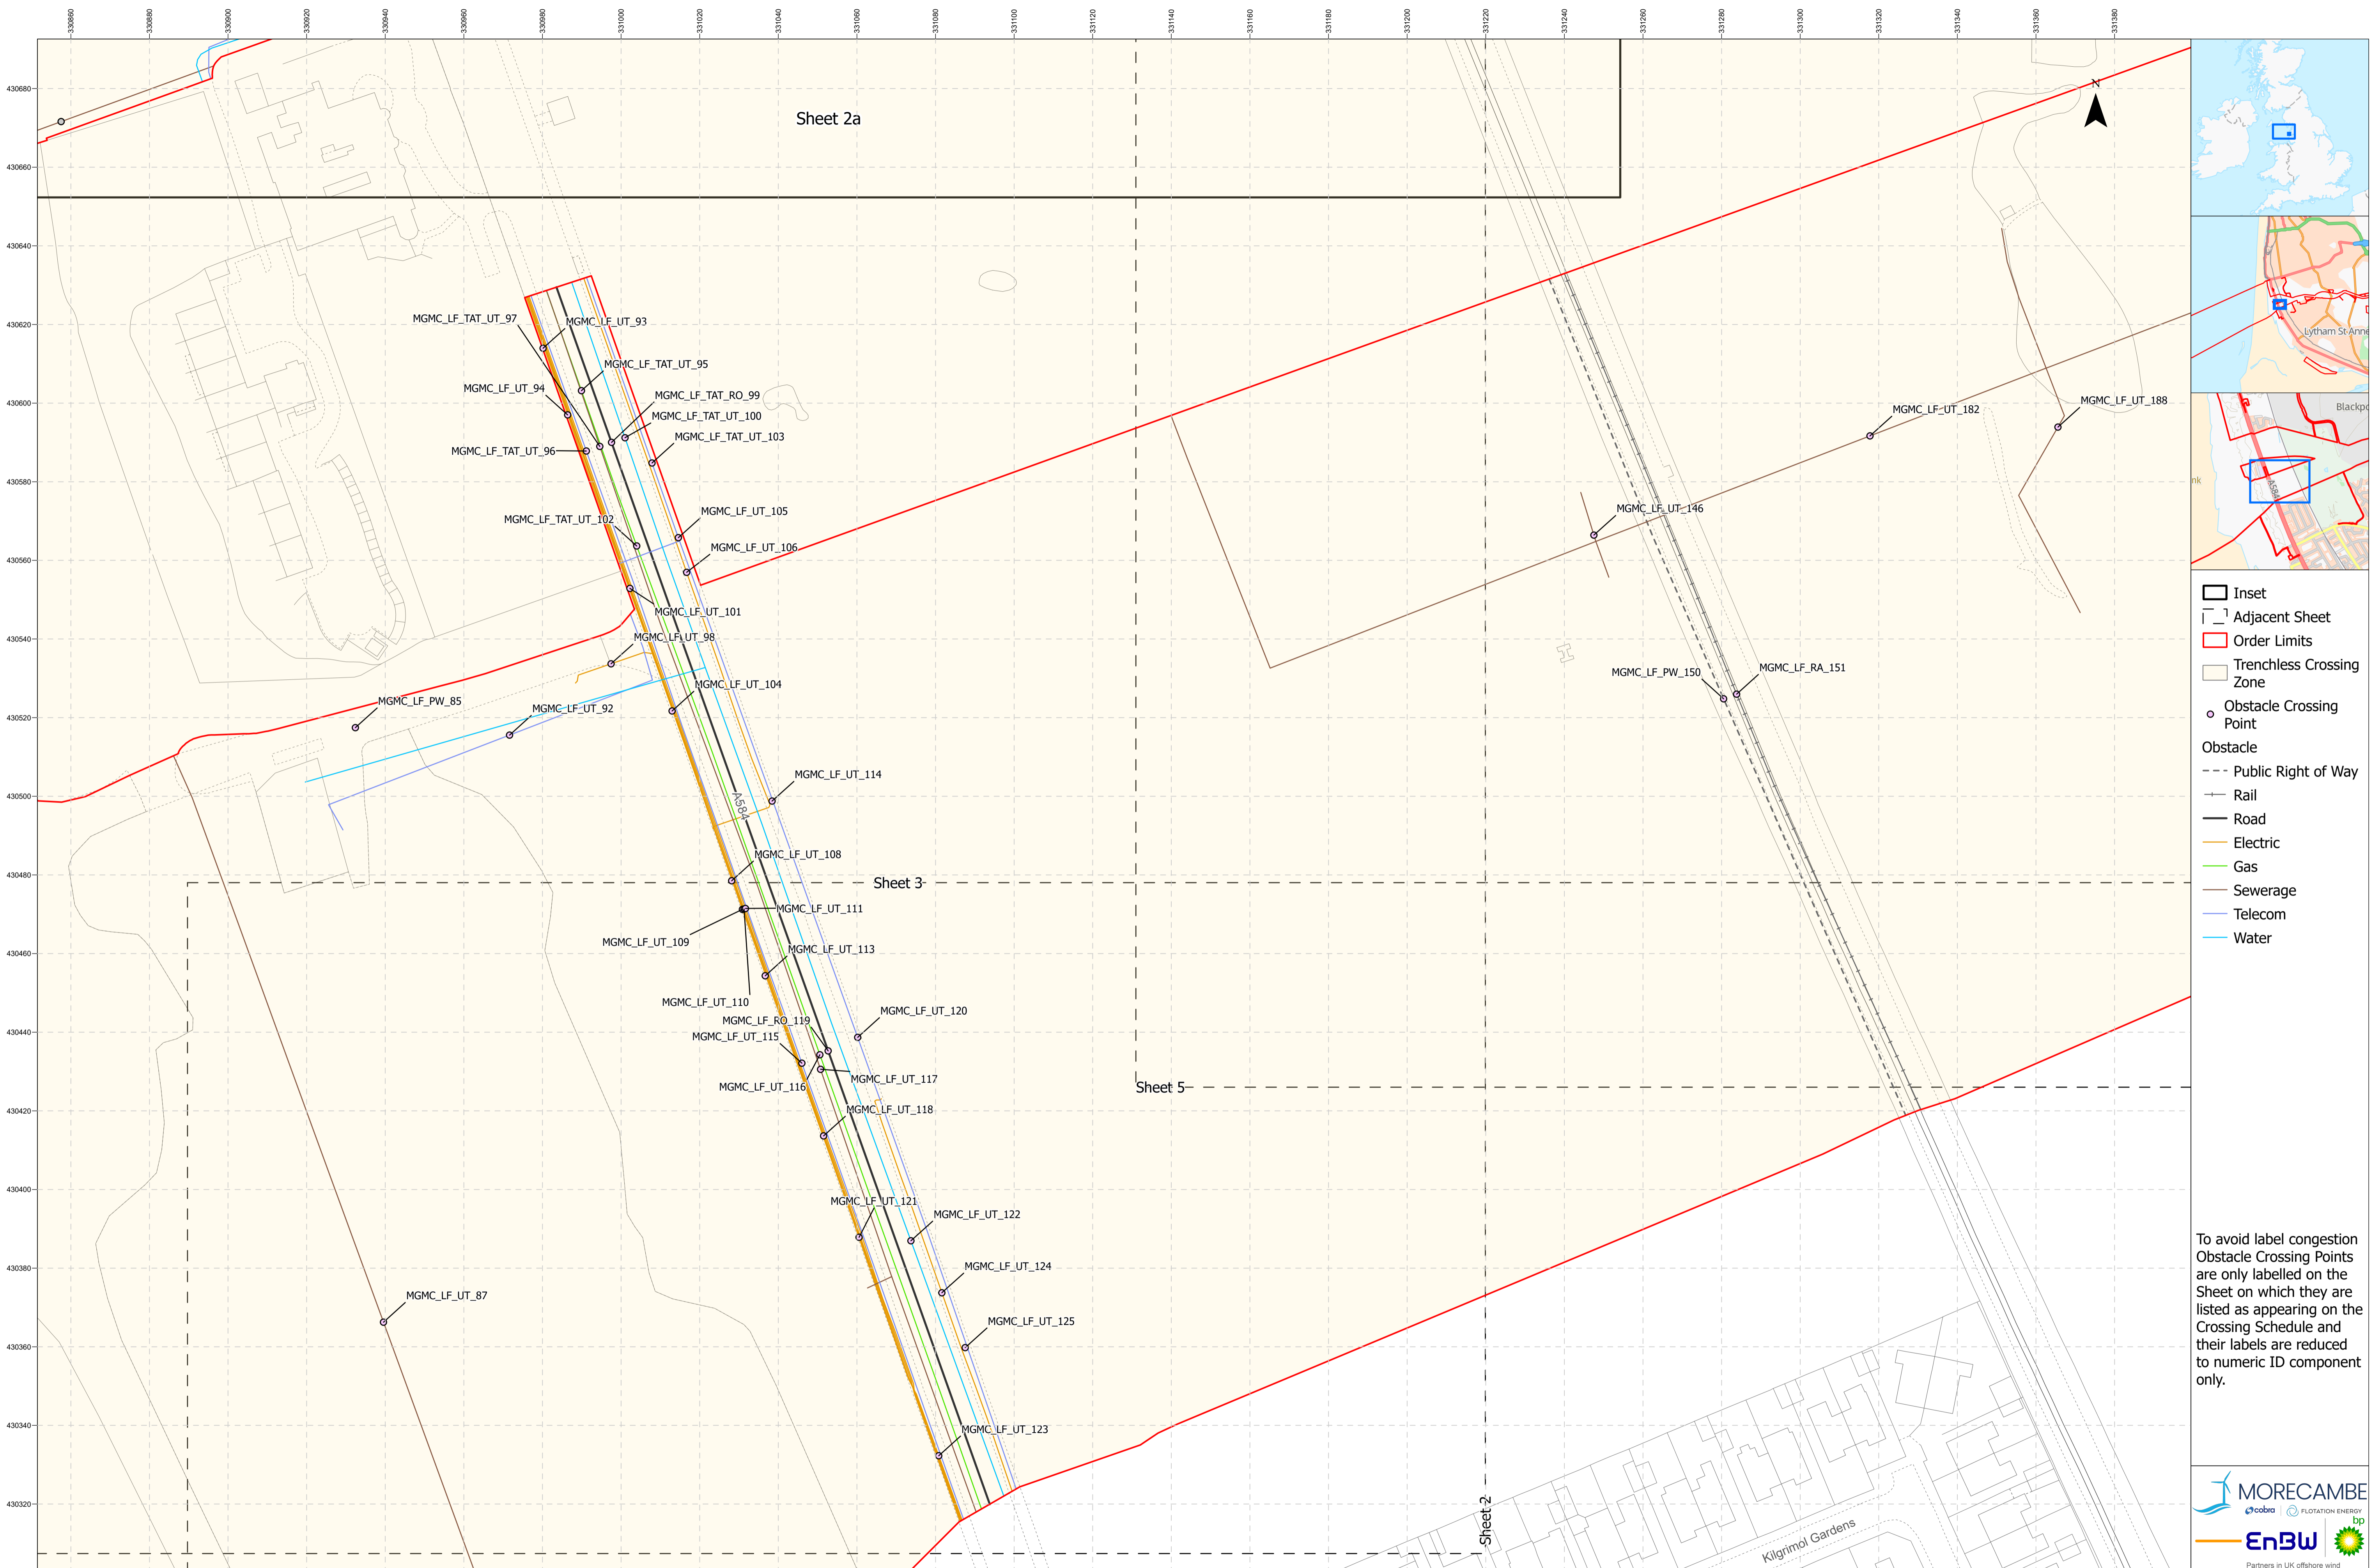 330860
330880
330900
330920
330940
330960
330980
331000
331020
331040
331060
331080
331100
331120
331140
331160
331180
331200
331220
331240
331260
331280
331300
331320
331340
331360
331380
430680
430660
430640
430620
430600
430580
430560
430540
430520
430500
430480
430460
430440
430420
430400
430380
430360
430340
430320
N
Sheet 2a
MGMC_LF_TAT_UT_97
MGMC_LF_UT_93
MGMC_LF_TAT_UT_95
MGMC_LF_UT_94
MGMC_LF_TAT_RO_99
MGMC_LF_TAT_UT_100
MGMC_LF_TAT_UT_103
MGMC_LF_TAT_UT_96
MGMC_LF_UT_182
MGMC_LF_UT_188
MGMC_LF_UT_105
MGMC_LF_UT_146
MGMC_LF_TAT_UT_102
MGMC_LF_UT_106
MGMC_LF_UT_101
MGMC_LF_UT_98
MGMC_LF_PW_150
MGMC_LF_RA_151
MGMC_LF_UT_104
MGMC_LF_PW_85
MGMC_LF_UT_92
MGMC_LF_UT_114
A584
MGMC_LF_UT_108
Sheet 3
MGMC_LF_UT_111
MGMC_LF_UT_109
MGMC_LF_UT_113
MGMC_LF_UT_110
MGMC_LF_UT_120
MGMC_LF_RO_119
MGMC_LF_UT_115
MGMC_LF_UT_117
MGMC_LF_UT_116
Sheet 5
MGMC_LF_UT_118
MGMC_LF_UT_121
MGMC_LF_UT_122
MGMC_LF_UT_124
MGMC_LF_UT_87
MGMC_LF_UT_125
MGMC_LF_UT_123
Sheet 2
Kilgrimol Gardens
Lytham St Anne
Blackpo
nk
A584
Inset
Adjacent Sheet
Order Limits
Trenchless Crossing
Zone
Obstacle Crossing
Point
Obstacle
Public Right of Way
Rail
Road
Electric
Gas
Sewerage
Telecom
Water
To avoid label congestion
Obstacle Crossing Points
are only labelled on the
Sheet on which they are
listed as appearing on the
Crossing Schedule and
their labels are reduced
to numeric ID component
only.
MORECAMBE
cobra
FLOTATION ENERGY
EnBW
bp
Partners in UK offshore wind